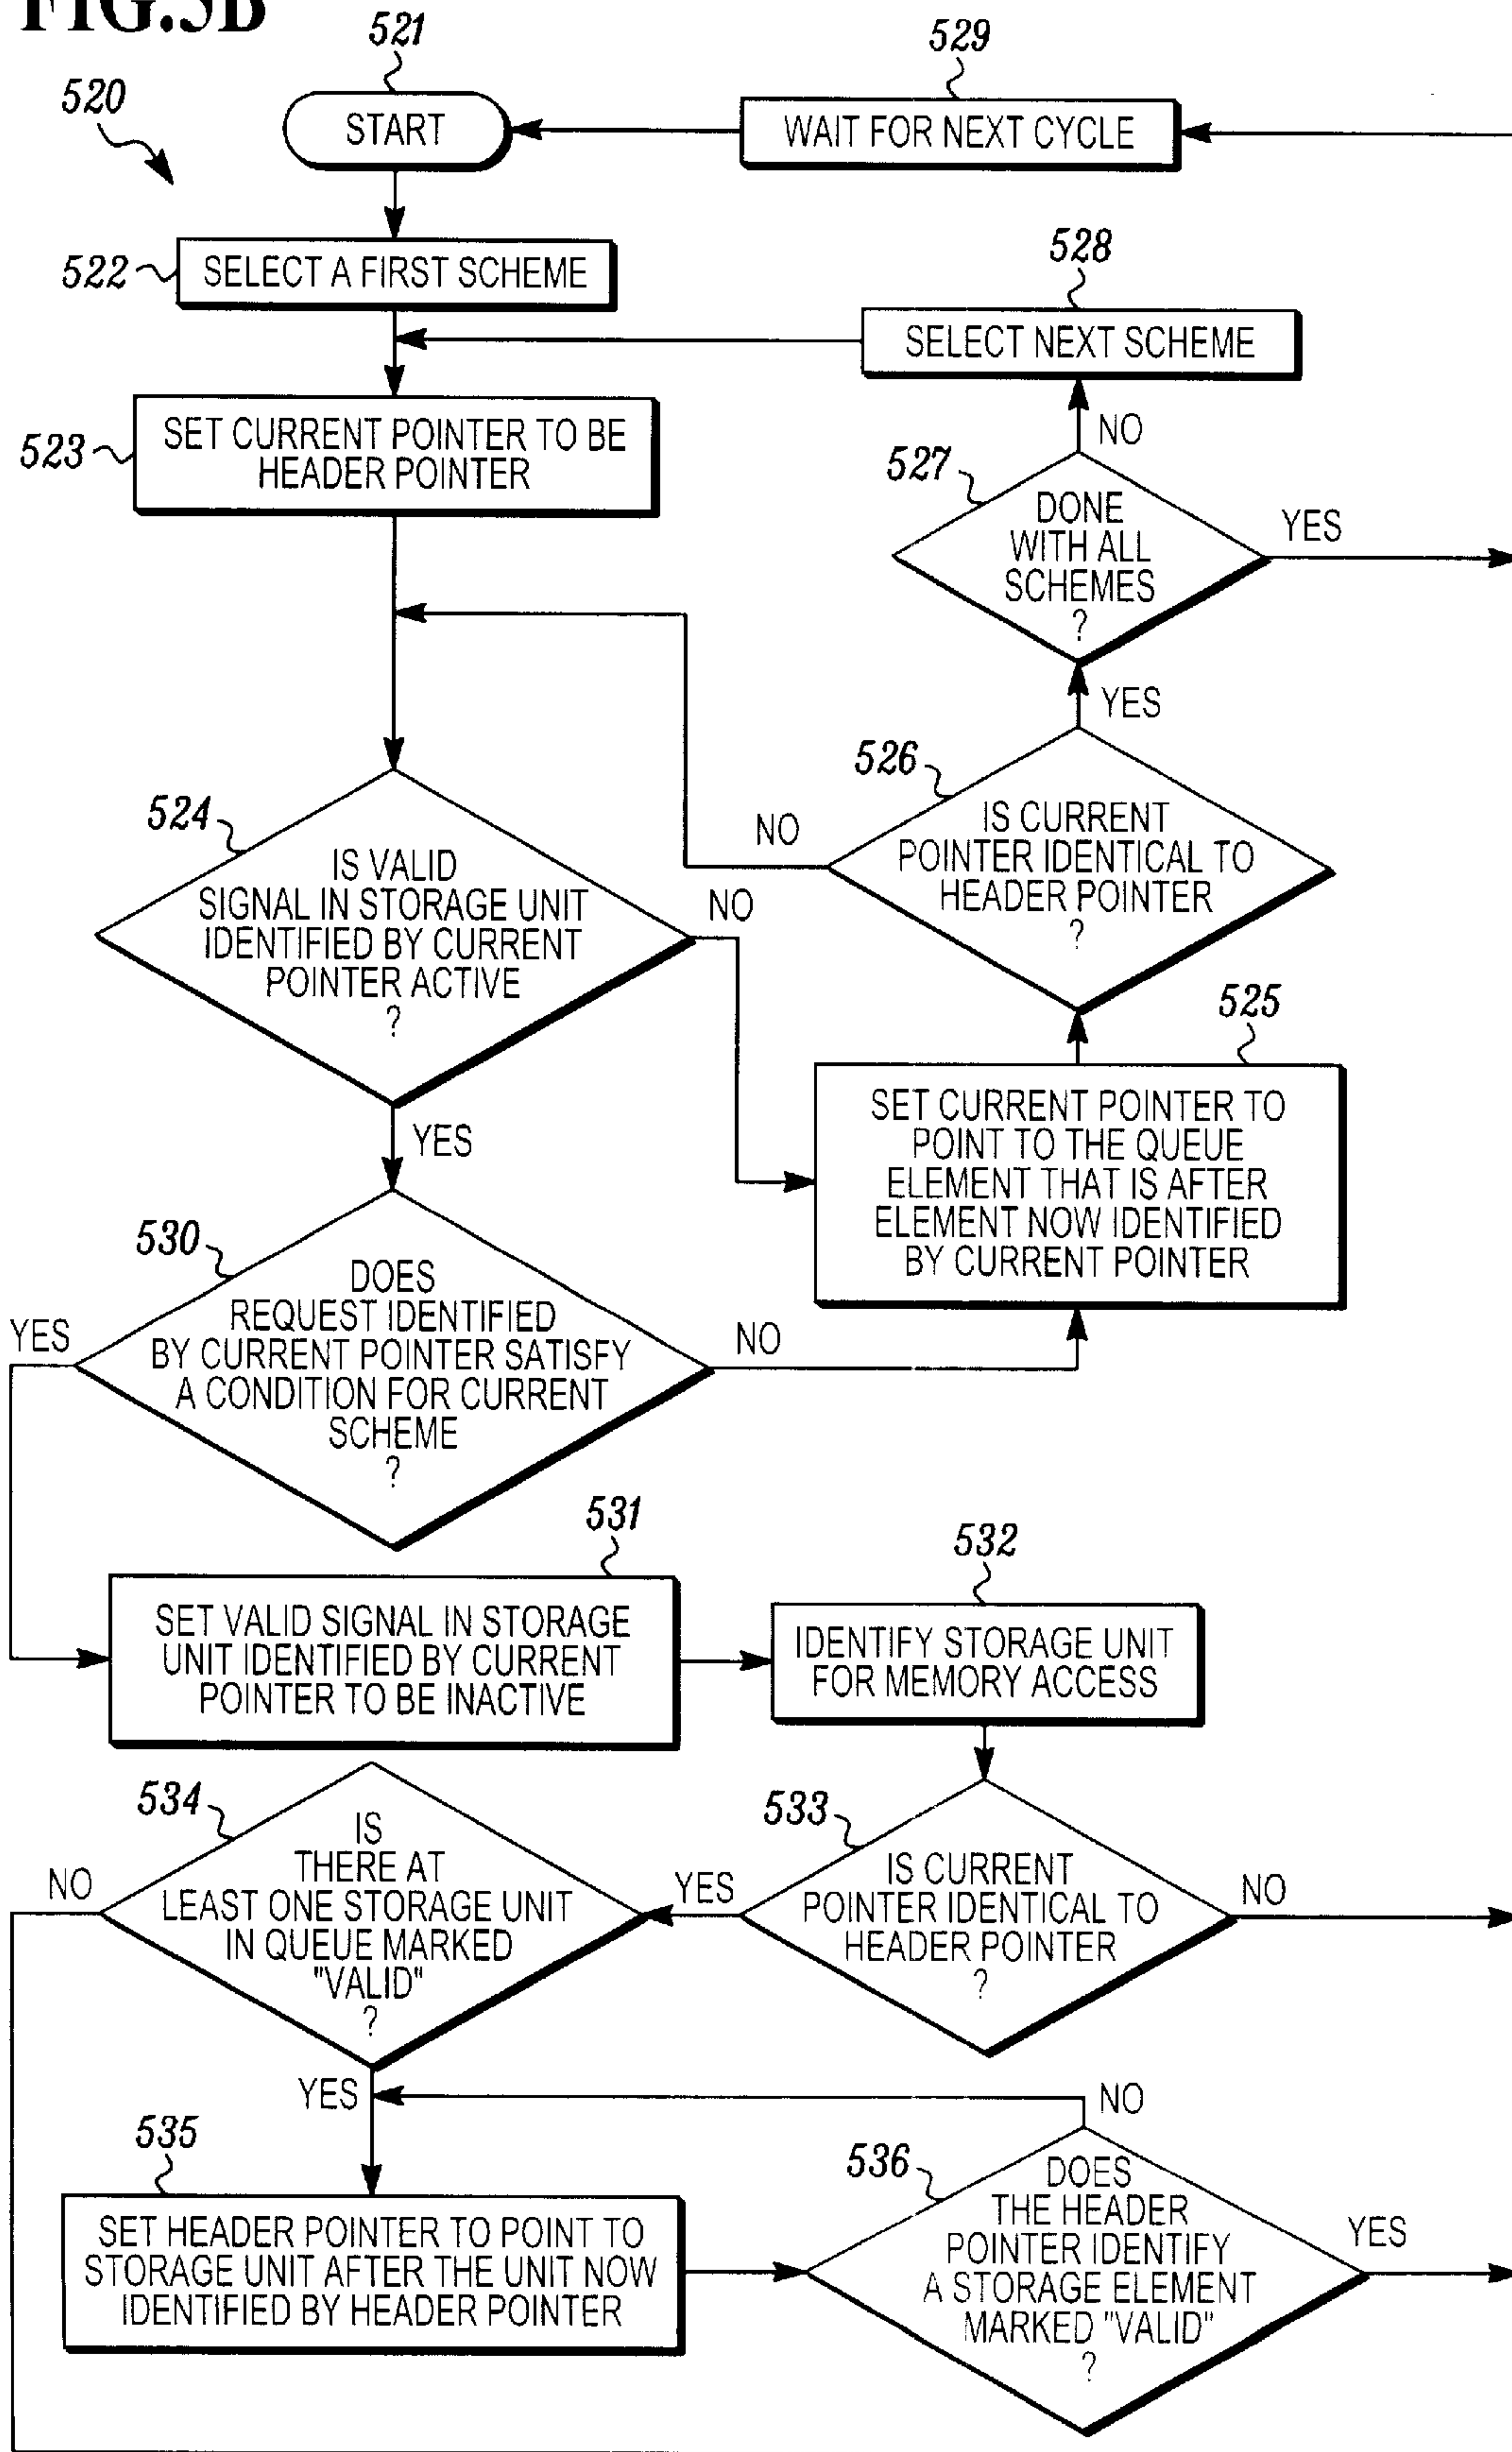 FIG.5B
521
529
520
START
WAIT FOR NEXT CYCLE
522
SELECT A FIRST SCHEME
528
SELECT NEXT SCHEME
523
SET CURRENT POINTER TO BE
HEADER POINTER
NO
527
DONE
WITH ALL
SCHEMES
?
YES
YES
526
IS CURRENT
POINTER IDENTICAL TO
HEADER POINTER
?
NO
524
IS VALID
SIGNAL IN STORAGE UNIT
IDENTIFIED BY CURRENT
POINTER ACTIVE
?
NO
YES
525
SET CURRENT POINTER TO
POINT TO THE QUEUE
ELEMENT THAT IS AFTER
ELEMENT NOW IDENTIFIED
BY CURRENT POINTER
530
DOES
REQUEST IDENTIFIED
BY CURRENT POINTER SATISFY
A CONDITION FOR CURRENT
SCHEME
?
YES
NO
531
SET VALID SIGNAL IN STORAGE
UNIT IDENTIFIED BY CURRENT
POINTER TO BE INACTIVE
532
IDENTIFY STORAGE UNIT
FOR MEMORY ACCESS
534
IS
THERE AT
LEAST ONE STORAGE UNIT
IN QUEUE MARKED
"VALID"
?
NO
YES
533
IS CURRENT
POINTER IDENTICAL TO
HEADER POINTER
?
NO
YES
NO
535
SET HEADER POINTER TO POINT TO
STORAGE UNIT AFTER THE UNIT NOW
IDENTIFIED BY HEADER POINTER
536
DOES
THE HEADER
POINTER IDENTIFY
A STORAGE ELEMENT
MARKED "VALID"
?
YES